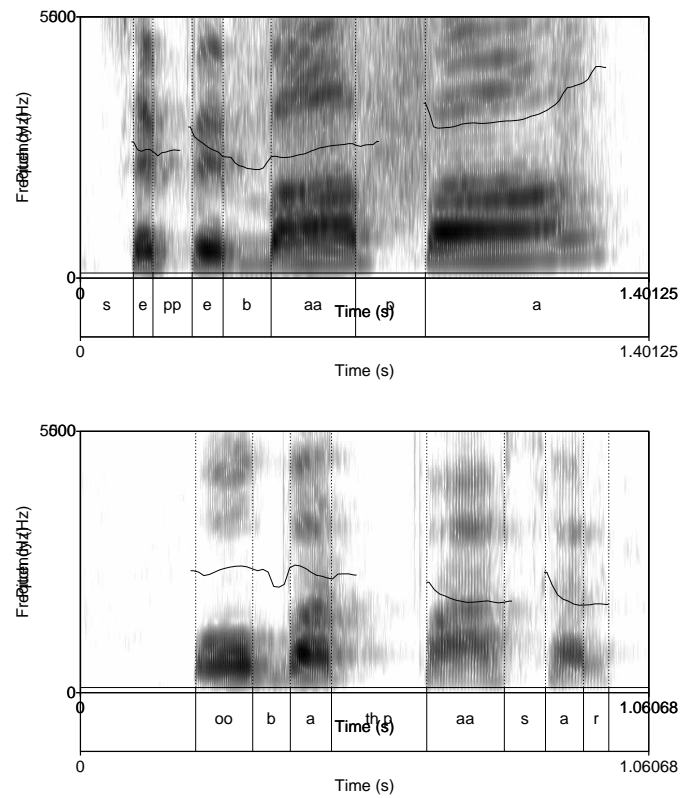 5600
Frequency (Hz)
Pitch (Hz)
0
0 Time (s) 1.40125
s e pp e b aa p a
0 1.40125
Time (s)
5600
Frequency (Hz)
Pitch (Hz)
0
0 Time (s) 1.06068
oo b a th p aa s a r
0 1.06068
Time (s)